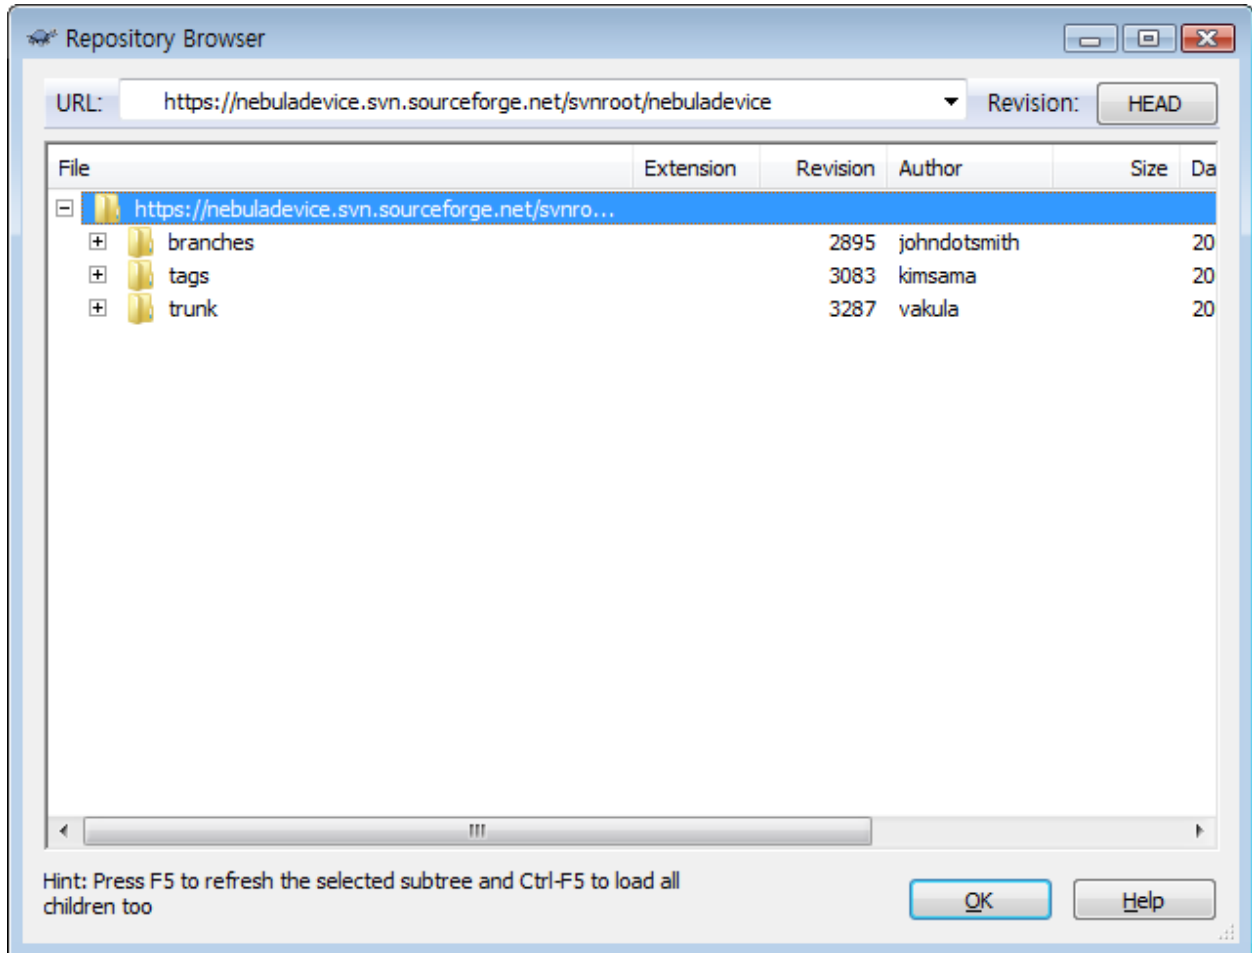 Repository Browser
URL: https://nebuladevice.svn.sourceforge.net/svnroot/nebuladevice Revision: HEAD
File Extension Revision Author Size Da
https://nebuladevice.svn.sourceforge.net/svnro...
branches 2895 johndotsmith 20
tags 3083 kimsama 20
trunk 3287 vakula 20
Hint: Press F5 to refresh the selected subtree and Ctrl-F5 to load all
children too
OK Help